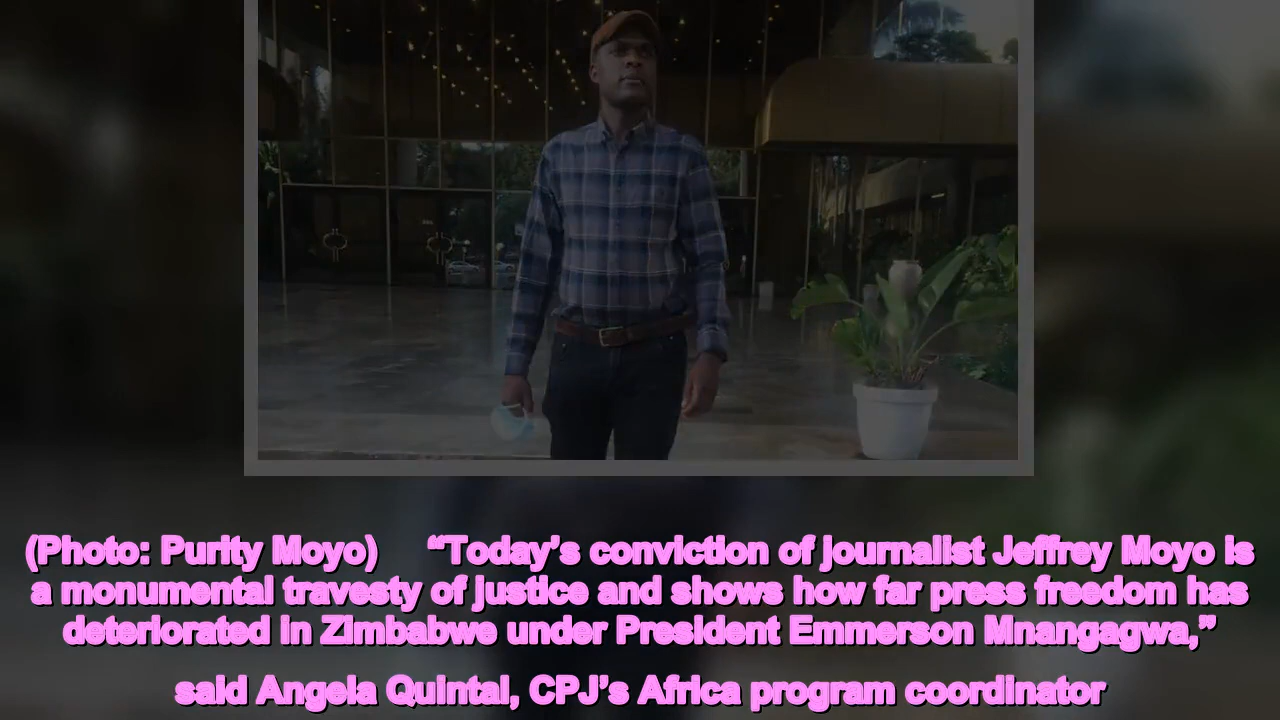 (Photo: Purity Moyo) “Today’s conviction of journalist Jeffrey Moyo is
a monumental travesty of justice and shows how far press freedom has
deteriorated in Zimbabwe under President Emmerson Mnangagwa,”
said Angela Quintal, CPJ’s Africa program coordinator